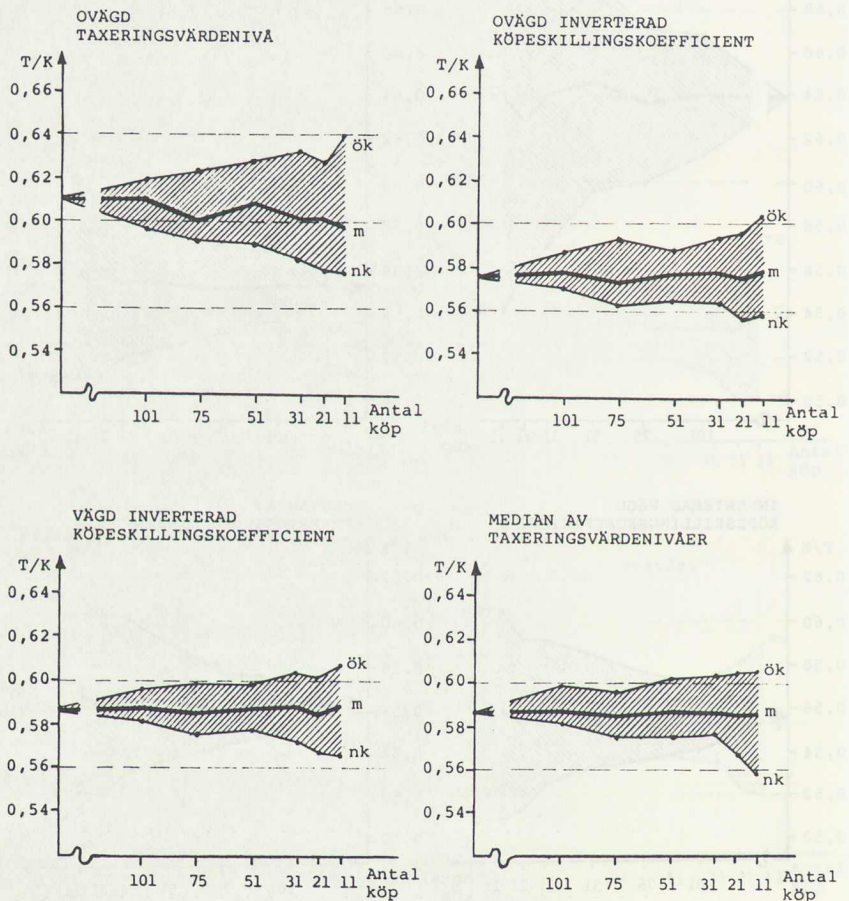 OVÄGD
TAXERINGSVÄRDENIVÅ
T/K
0,66
0,64
0,62
0,60
0,58
0,56
0,54
ök
m
nk
101 75 51 31 21 11 Antal
köp
OVÄGD INVERTERAD
KÖPESKILLINGSKOEFFICIENT
T/K
0,66
0,64
0,62
0,60
0,58
0,56
0,54
ök
m
nk
101 75 51 31 21 11 Antal
köp
VÄGD INVERTERAD
KÖPESKILLINGSKOEFFICIENT
T/K
0,64
0,62
0,60
0,58
0,56
0,54
ök
m
nk
101 75 51 31 21 11 Antal
köp
MEDIAN AV
TAXERINGSVÄRDENIVÅER
T/K
0,64
0,62
0,60
0,58
0,56
0,54
ök
m
nk
101 75 51 31 21 11 Antal
köp